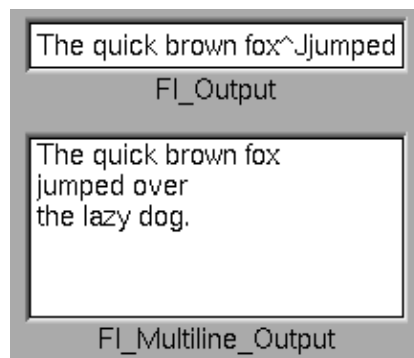 The quick brown fox^Jjumped
Fl_Output
The quick brown fox
jumped over
the lazy dog.
Fl_Multiline_Output